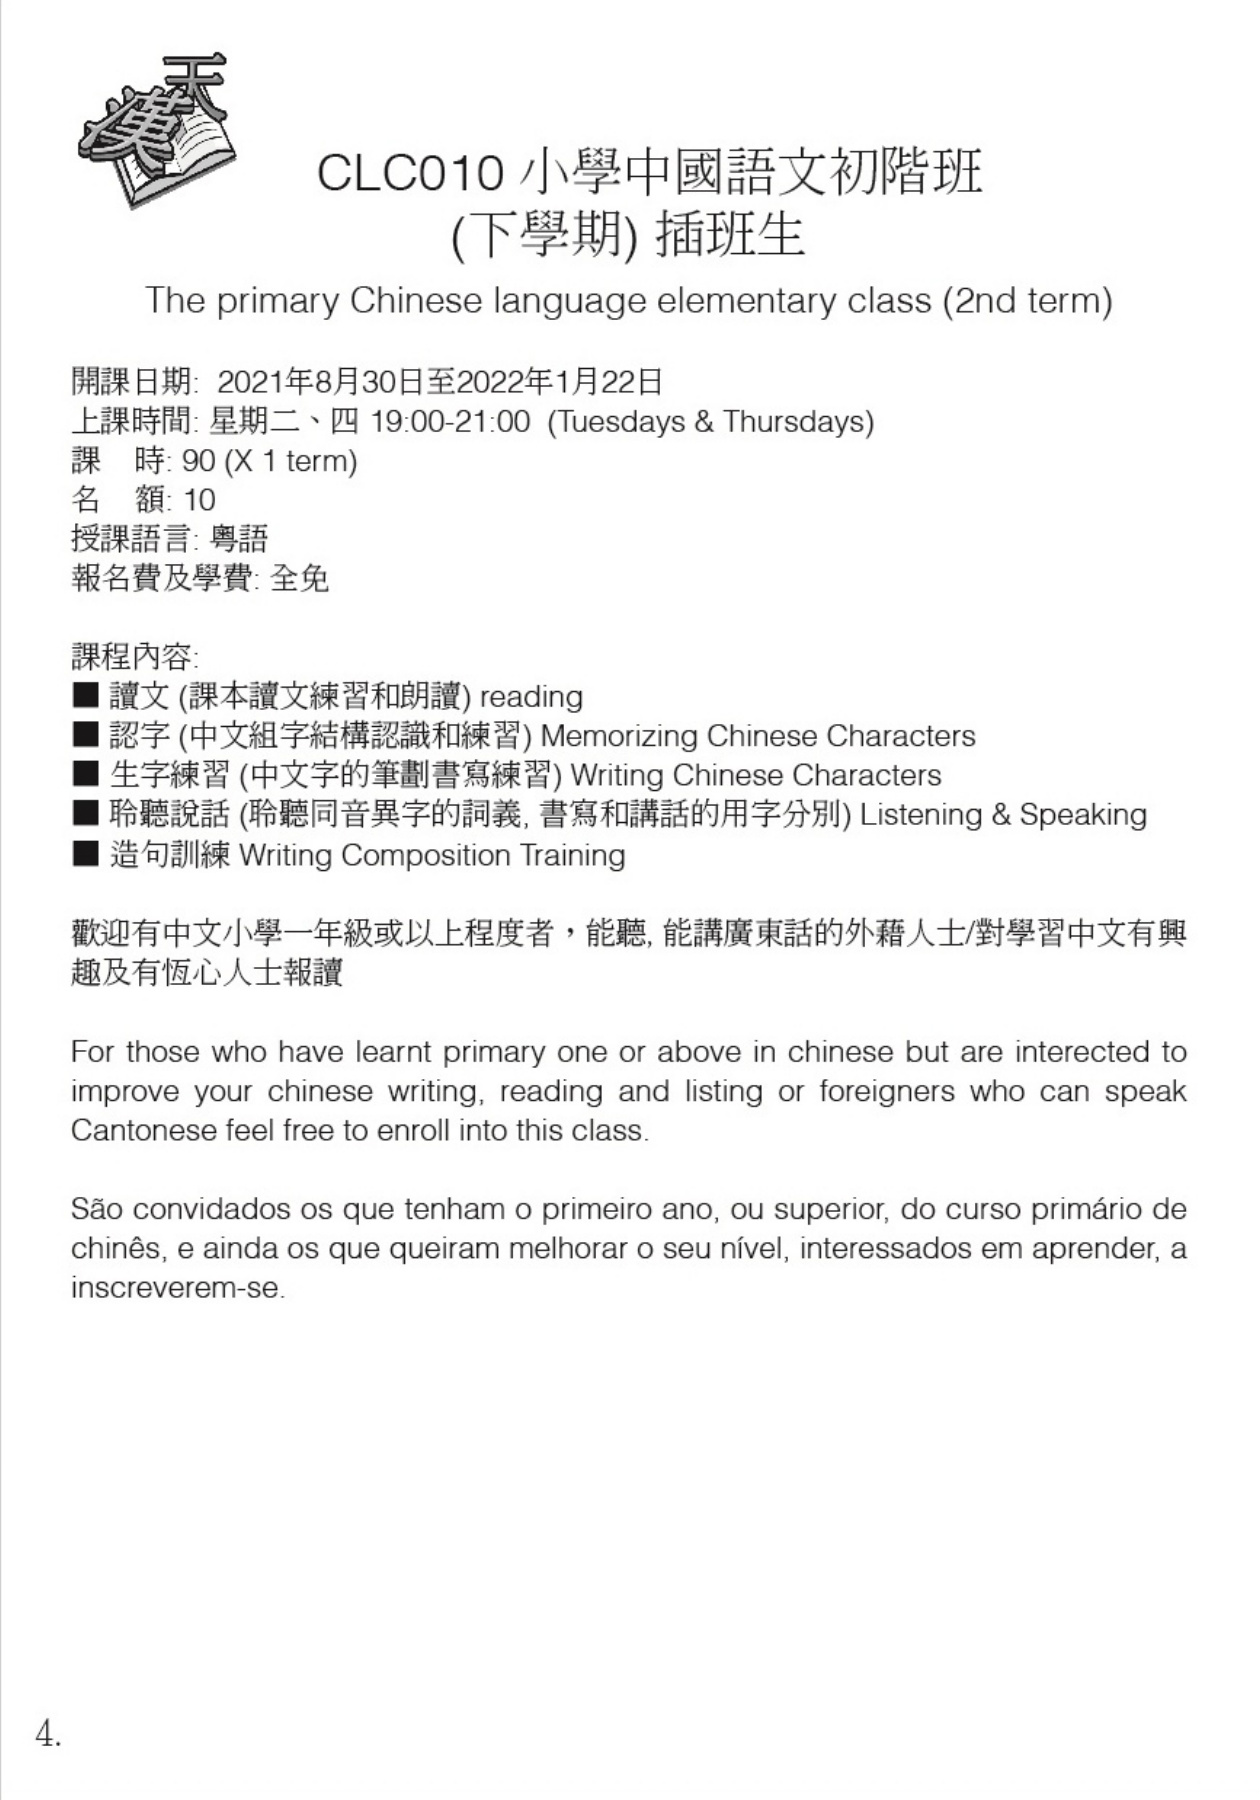 天
漢
CLC010 小學中國語文初階班
(下學期) 插班生
The primary Chinese language elementary class (2nd term)
開課日期: 2021年8月30日至2022年1月22日
上課時間: 星期二、四 19:00-21:00 (Tuesdays & Thursdays)
課　時: 90 (X 1 term)
名　額: 10
授課語言: 粵語
報名費及學費: 全免
課程內容:
■ 讀文 (課本讀文練習和朗讀) reading
■ 認字 (中文組字結構認識和練習) Memorizing Chinese Characters
■ 生字練習 (中文字的筆劃書寫練習) Writing Chinese Characters
■ 聆聽說話 (聆聽同音異字的詞義, 書寫和講話的用字分別) Listening & Speaking
■ 造句訓練 Writing Composition Training
歡迎有中文小學一年級或以上程度者，能聽, 能講廣東話的外藉人士/對學習中文有興
趣及有恆心人士報讀
For those who have learnt primary one or above in chinese but are interected to
improve your chinese writing, reading and listing or foreigners who can speak
Cantonese feel free to enroll into this class.
São convidados os que tenham o primeiro ano, ou superior, do curso primário de
chinês, e ainda os que queiram melhorar o seu nível, interessados em aprender, a
inscreverem-se.
4.